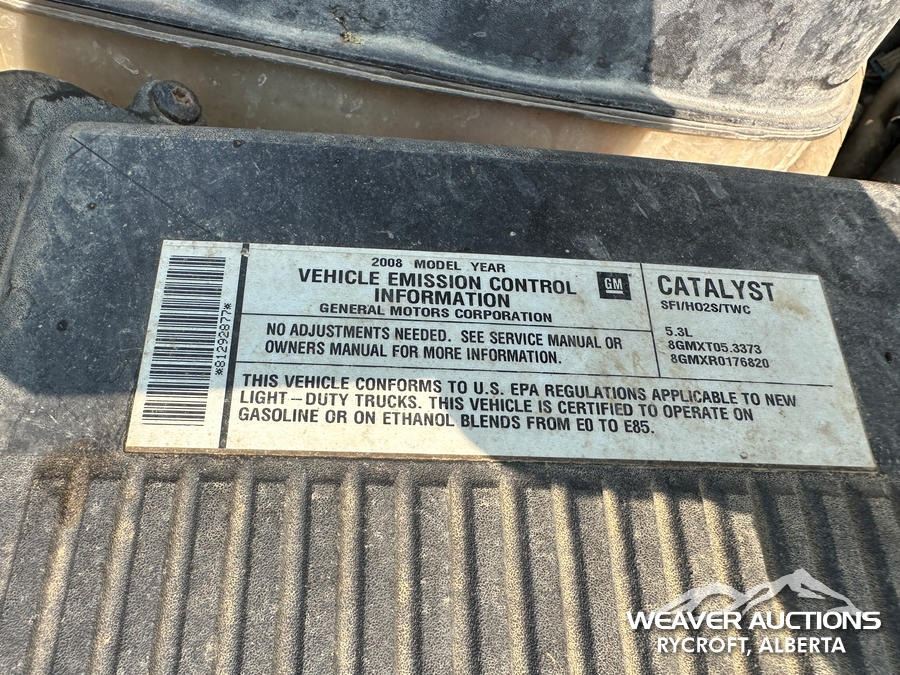 *81292877*
2008 MODEL YEAR
VEHICLE EMISSION CONTROL
INFORMATION
GENERAL MOTORS CORPORATION
GM
NO ADJUSTMENTS NEEDED. SEE SERVICE MANUAL OR
OWNERS MANUAL FOR MORE INFORMATION.
CATALYST
SFI/HO2S/TWC
5.3L
8GMXT05.3373
8GMXR0176820
THIS VEHICLE CONFORMS TO U.S. EPA REGULATIONS APPLICABLE TO NEW
LIGHT-DUTY TRUCKS. THIS VEHICLE IS CERTIFIED TO OPERATE ON
GASOLINE OR ON ETHANOL BLENDS FROM E0 TO E85.
WEAVER AUCTIONS
RYCROFT, ALBERTA